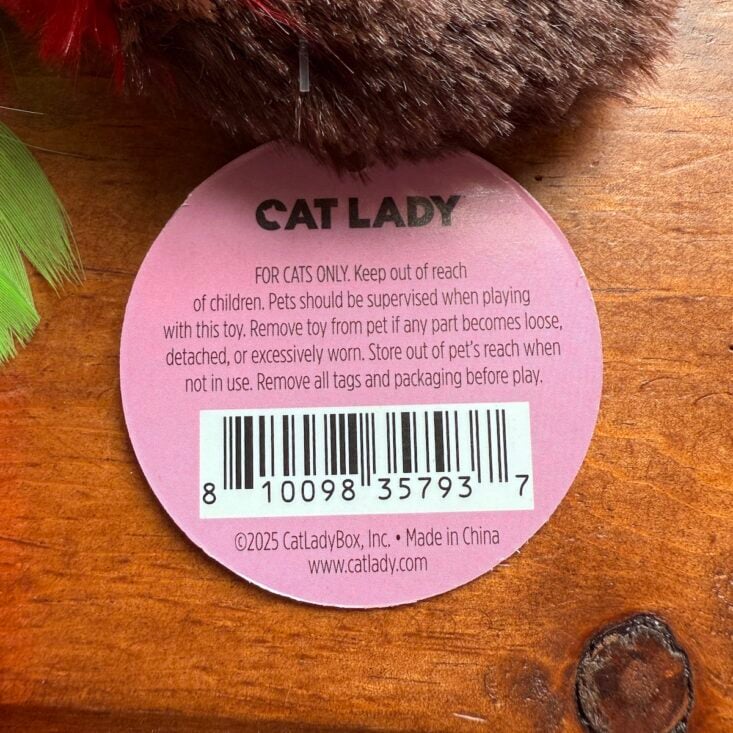 CAT LADY
FOR CATS ONLY. Keep out of reach
of children. Pets should be supervised when playing
with this toy. Remove toy from pet if any part becomes loose,
detached, or excessively worn. Store out of pet's reach when
not in use. Remove all tags and packaging before play.
8 10098 35793 7
©2025 CatLadyBox, Inc. • Made in China
www.catlady.com